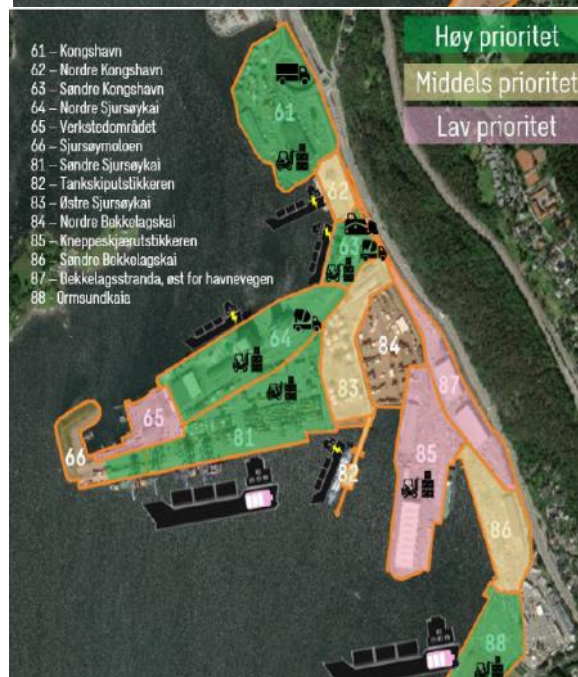 61 – Kongshavn
62 – Nordre Kongshavn
63 – Søndre Kongshavn
64 – Nordre Sjursøykai
65 – Verkstedområdet
66 – Sjursøymoloen
81 – Søndre Sjursøykai
82 – Tankskiputstikkeren
83 – Østre Sjursøykai
84 – Nordre Bekkelagskai
85 – Kneppeskjærutstikkeren
86 – Søndre Bekkelagskai
87 – Bekkelagsstranda, øst for havnevegen
88 – Ormsundkaia
Høy prioritet
Middels prioritet
Lav prioritet
61
62
63
64
84
83
87
65
81
66
82
85
86
88